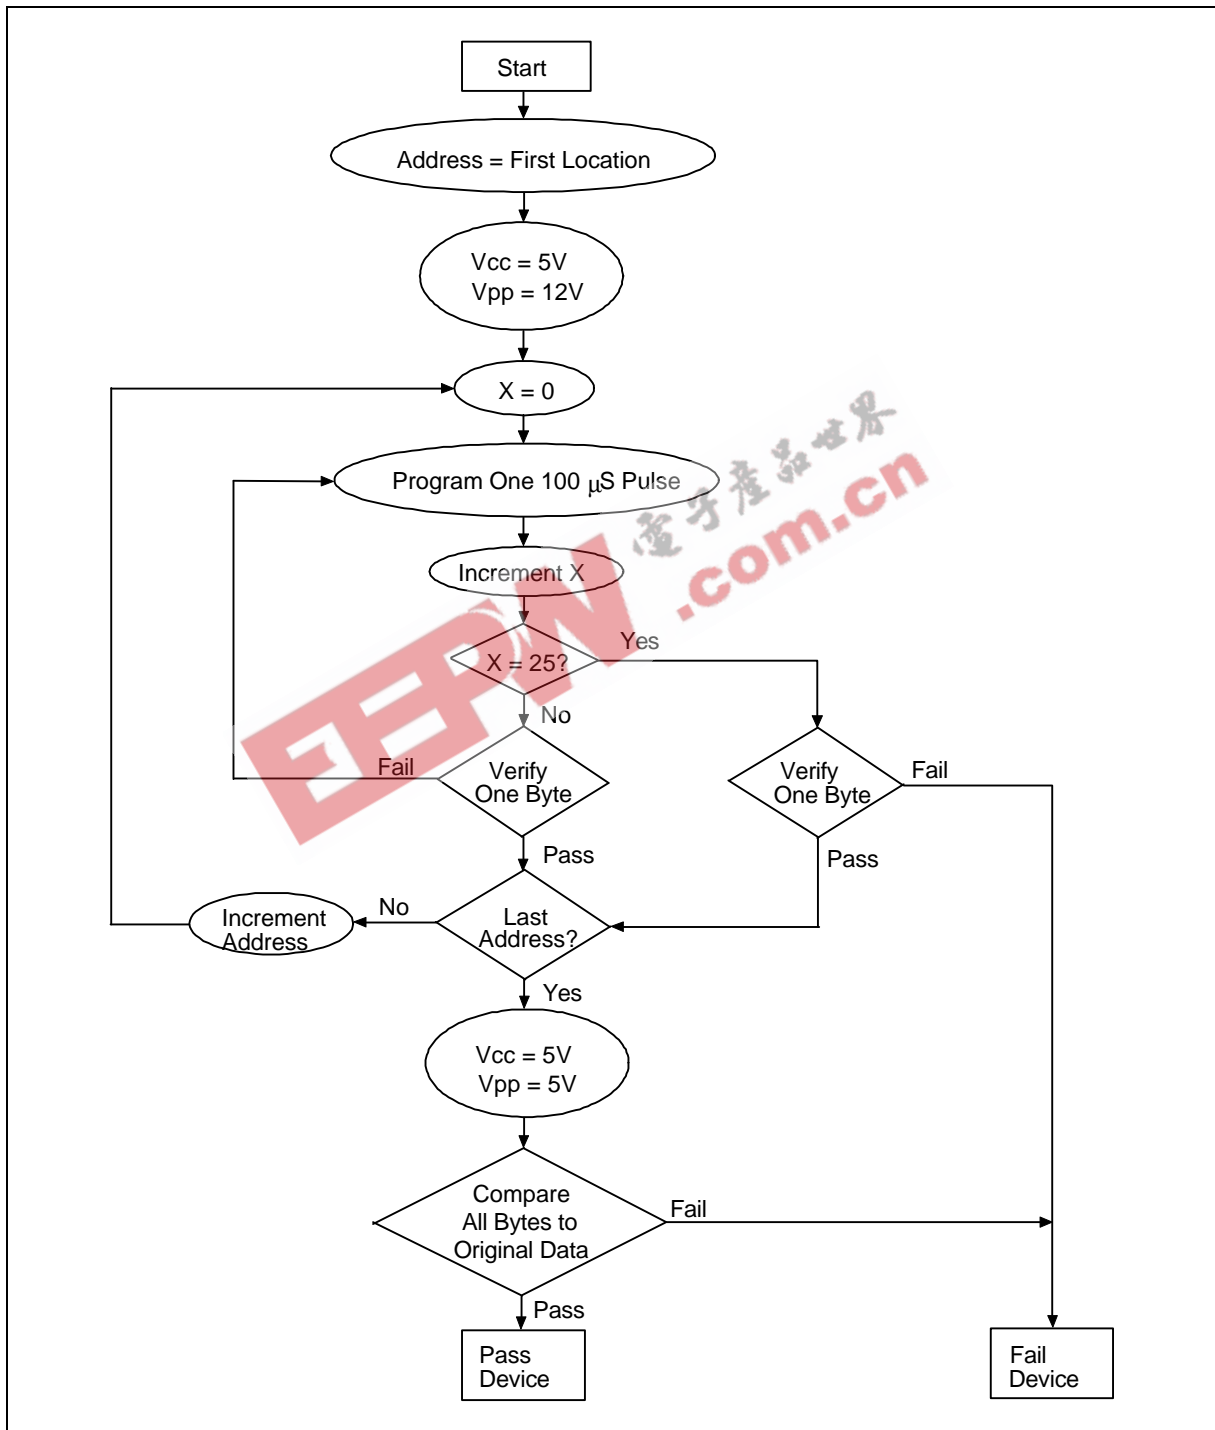 Start
Address = First Location
Vcc = 5V
Vpp = 12V
X = 0
Program One 100 μS Pulse
Increment X
X = 25?
Yes
No
Verify
One Byte
Fail
Pass
Verify
One Byte
Fail
Pass
Last
Address?
No
Increment
Address
Yes
Vcc = 5V
Vpp = 5V
Compare
All Bytes to
Original Data
Fail
Pass
Pass
Device
Fail
Device
EEPW
電子產品世界
.com.cn